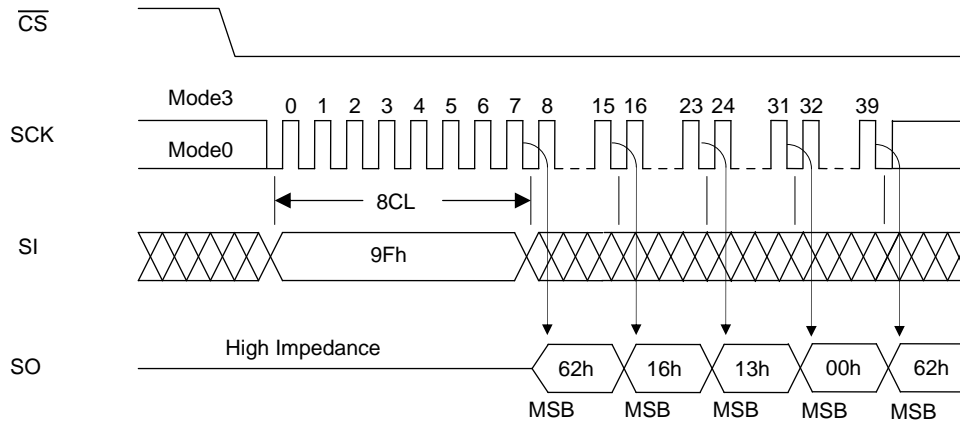 CS
Mode3
0 1 2 3 4 5 6 7 8 15 16 23 24 31 32 39
SCK
Mode0
8CL
SI
9Fh
High Impedance
SO
62h 16h 13h 00h 62h
MSB MSB MSB MSB MSB